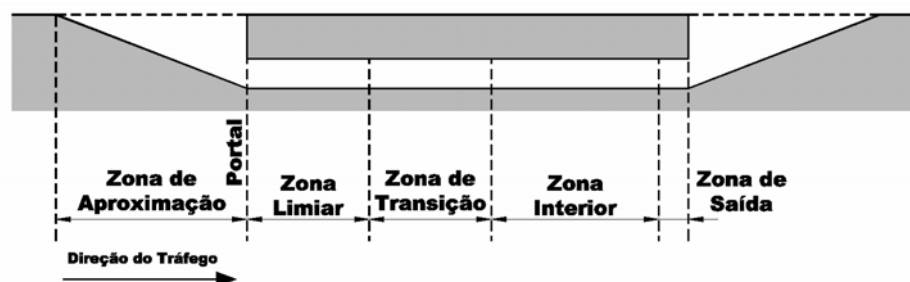 Zona de
Aproximação
Portal
Zona
Limiar
Zona de
Transição
Zona
Interior
Zona de
Saída
Direção do Tráfego